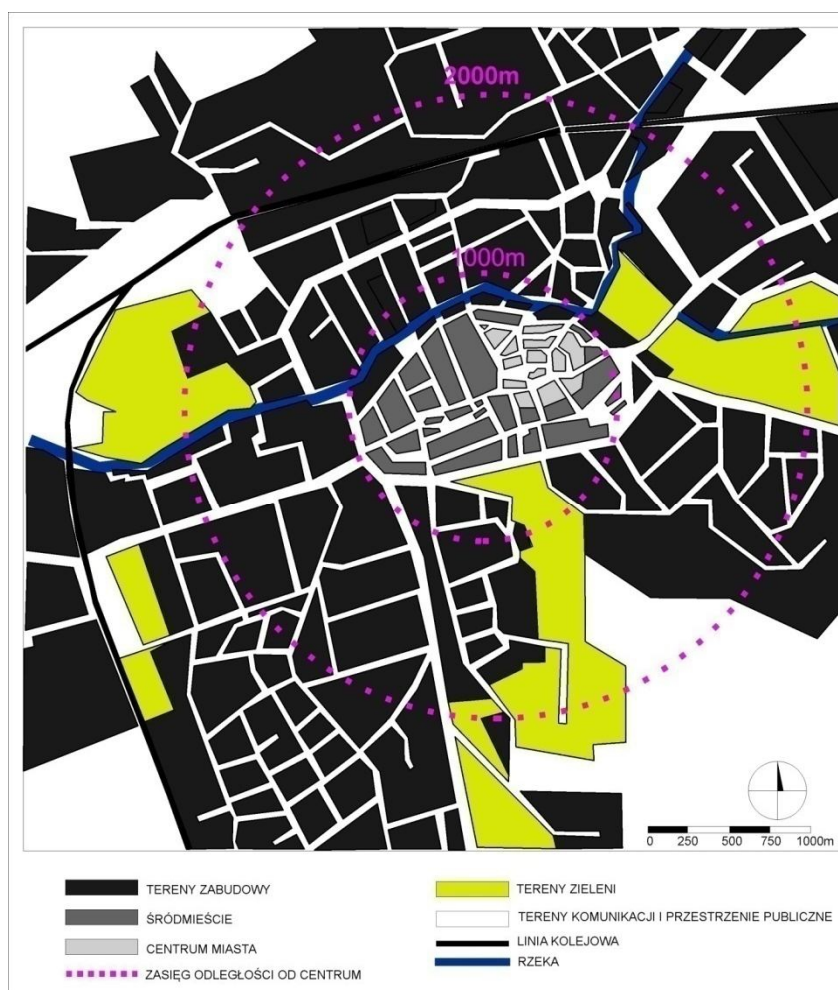 2000m
1000m
0 250 500 750 1000m
TERENY ZABUDOWY
ŚRÓDMIEŚCIE
CENTRUM MIASTA
ZASIĘG ODLEGŁOŚCI OD CENTRUM
TERENY ZIELENI
TERENY KOMUNIKACJI I PRZESTRZENIE PUBLICZNE
LINIA KOLEJOWA
RZEKA